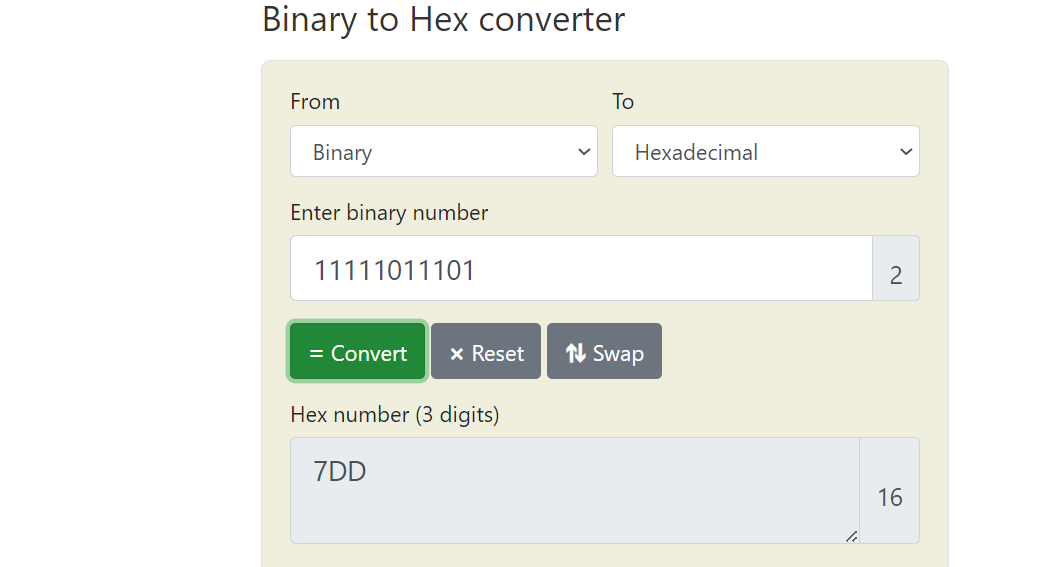 Binary to Hex converter
From To
Binary Hexadecimal
Enter binary number
11111011101 2
= Convert × Reset Swap
Hex number (3 digits)
7DD 16